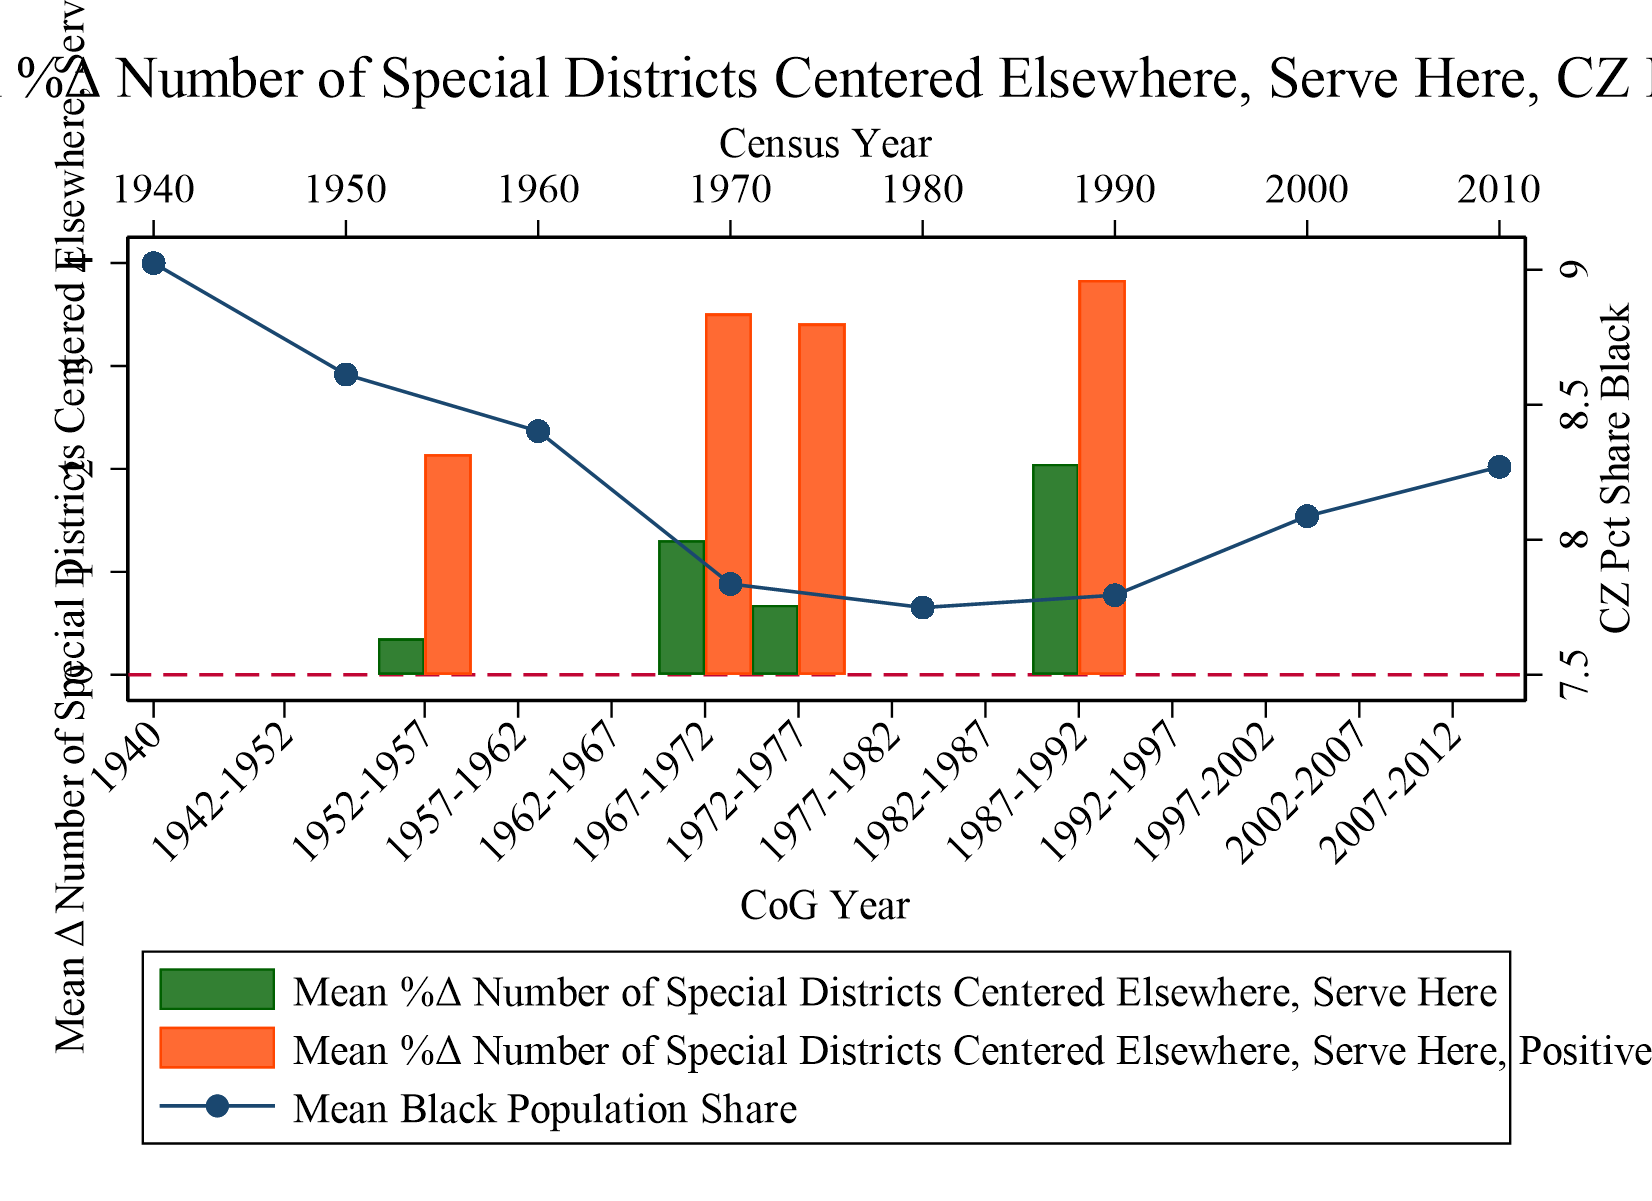 %Δ Number of Special Districts Centered Elsewhere, Serve Here, CZ
Census Year
1940 1950 1960 1970 1980 1990 2000 2010
Mean Δ Number of Special Districts Centered Elsewhere, Serv
0 1 2 3 4
7.5 8 8.5 9
CZ Pct Share Black
1940 1942-1952 1952-1957 1957-1962 1962-1967 1967-1972 1972-1977 1977-1982 1982-1987 1987-1992 1992-1997 1997-2002 2002-2007 2007-2012
CoG Year
Mean %Δ Number of Special Districts Centered Elsewhere, Serve Here
Mean %Δ Number of Special Districts Centered Elsewhere, Serve Here, Positive
Mean Black Population Share